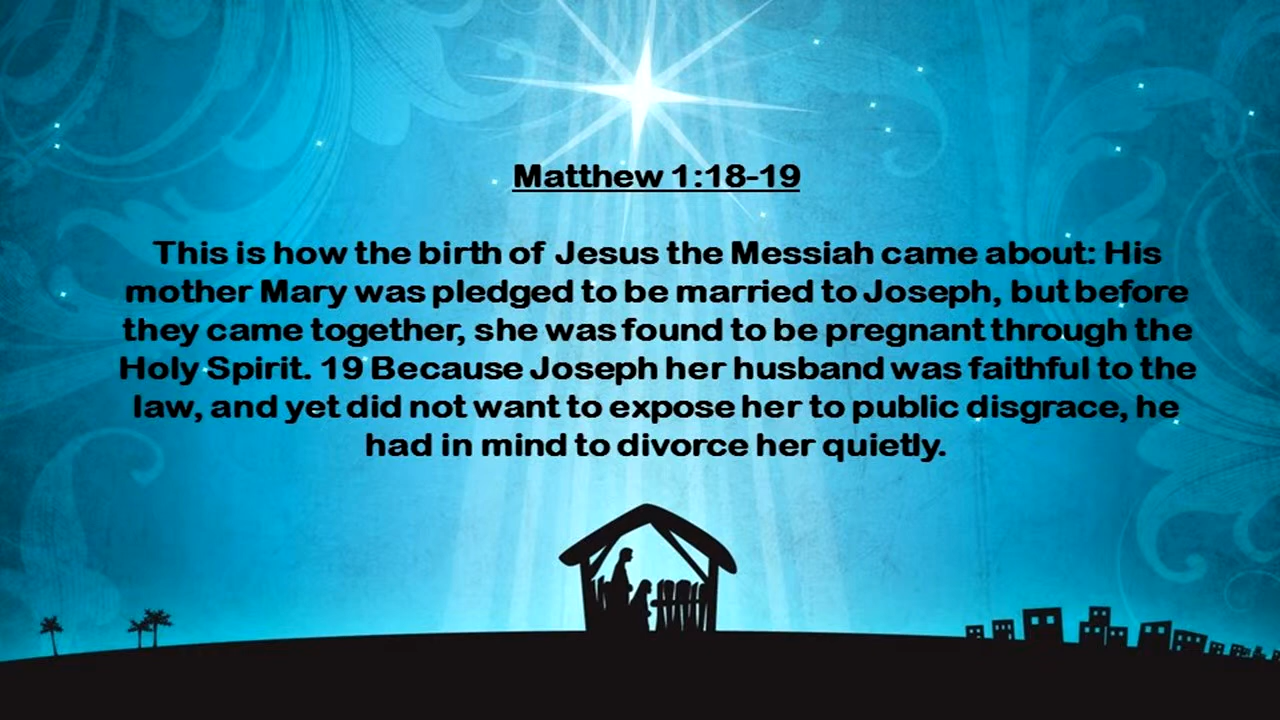 Matthew 1:18-19
This is how the birth of Jesus the Messiah came about: His
mother Mary was pledged to be married to Joseph, but before
they came together, she was found to be pregnant through the
Holy Spirit. 19 Because Joseph her husband was faithful to the
law, and yet did not want to expose her to public disgrace, he
had in mind to divorce her quietly.